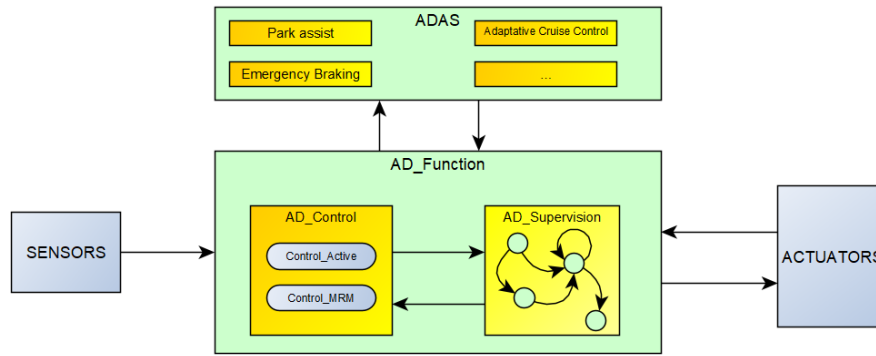 ADAS
Park assist
Adaptative Cruise Control
Emergency Braking
...
AD_Function
AD_Control
AD_Supervision
SENSORS
Control_Active
Control_MRM
ACTUATORS